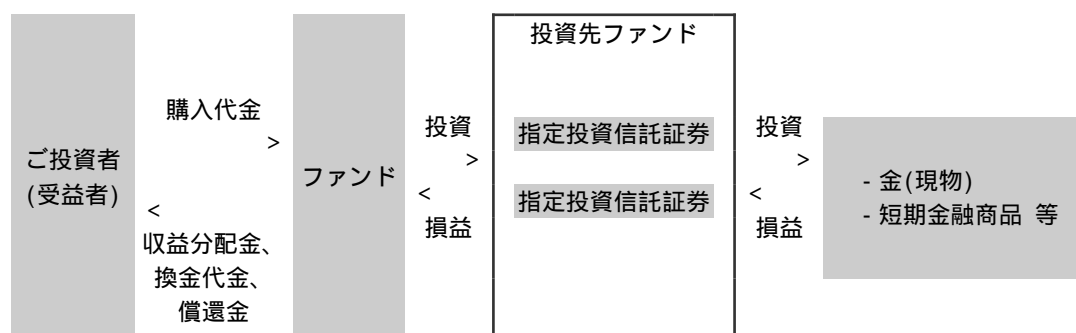 ご投資者
(受益者)
購入代金
>
<
収益分配金、
換金代金、
償還金
ファンド
投資
>
<
損益
投資先ファンド
指定投資信託証券
指定投資信託証券
投資
>
<
損益
- 金(現物)
- 短期金融商品 等